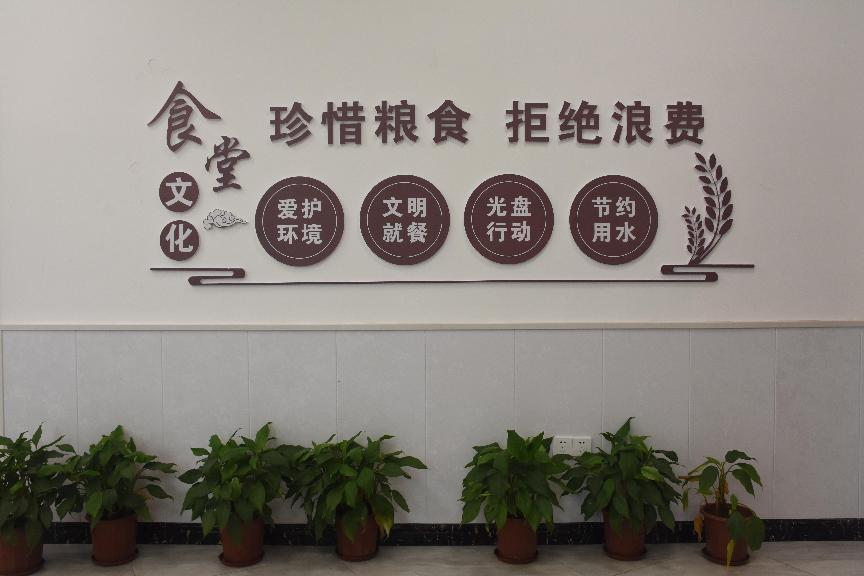 食堂
文化
珍惜粮食 拒绝浪费
爱护
环境
文明
就餐
光盘
行动
节约
用水